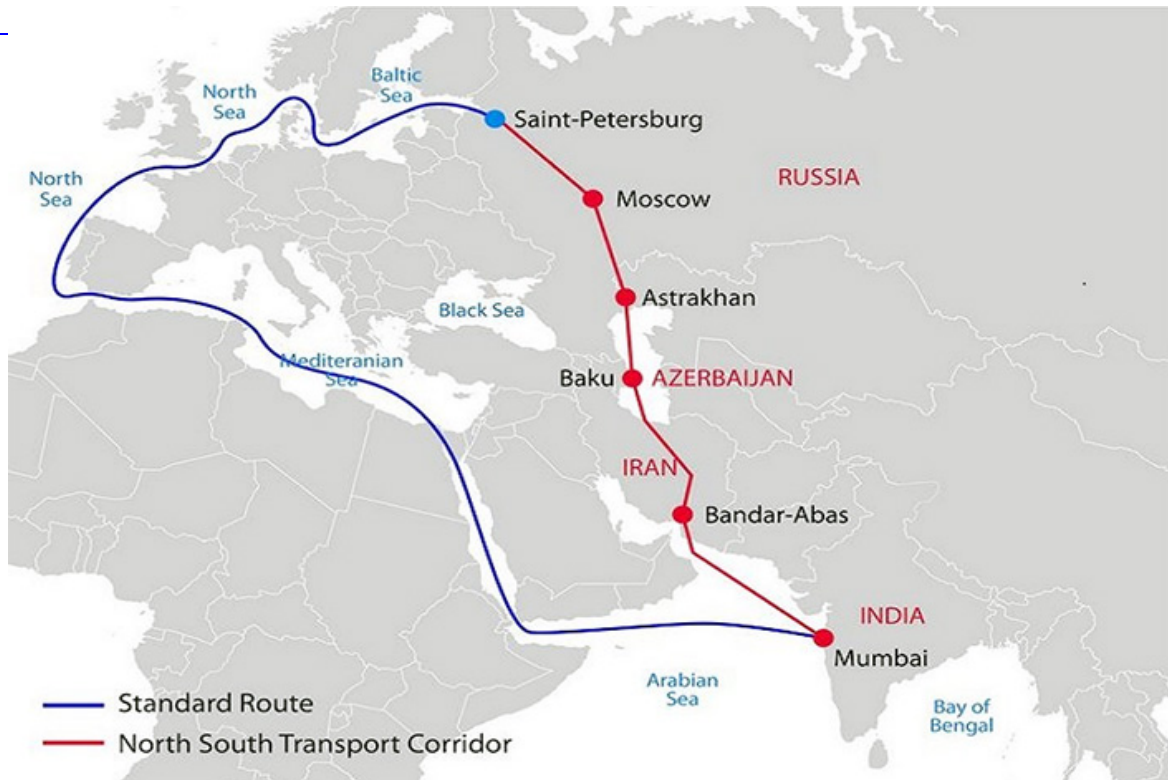 Baltic
Sea
North
Sea
Saint-Petersburg
North
Sea
RUSSIA
Moscow
Astrakhan
Black Sea
Mediteranian
Sea
Baku
AZERBAIJAN
IRAN
Bandar-Abas
INDIA
Mumbai
Arabian
Sea
Bay of
Bengal
Standard Route
North South Transport Corridor